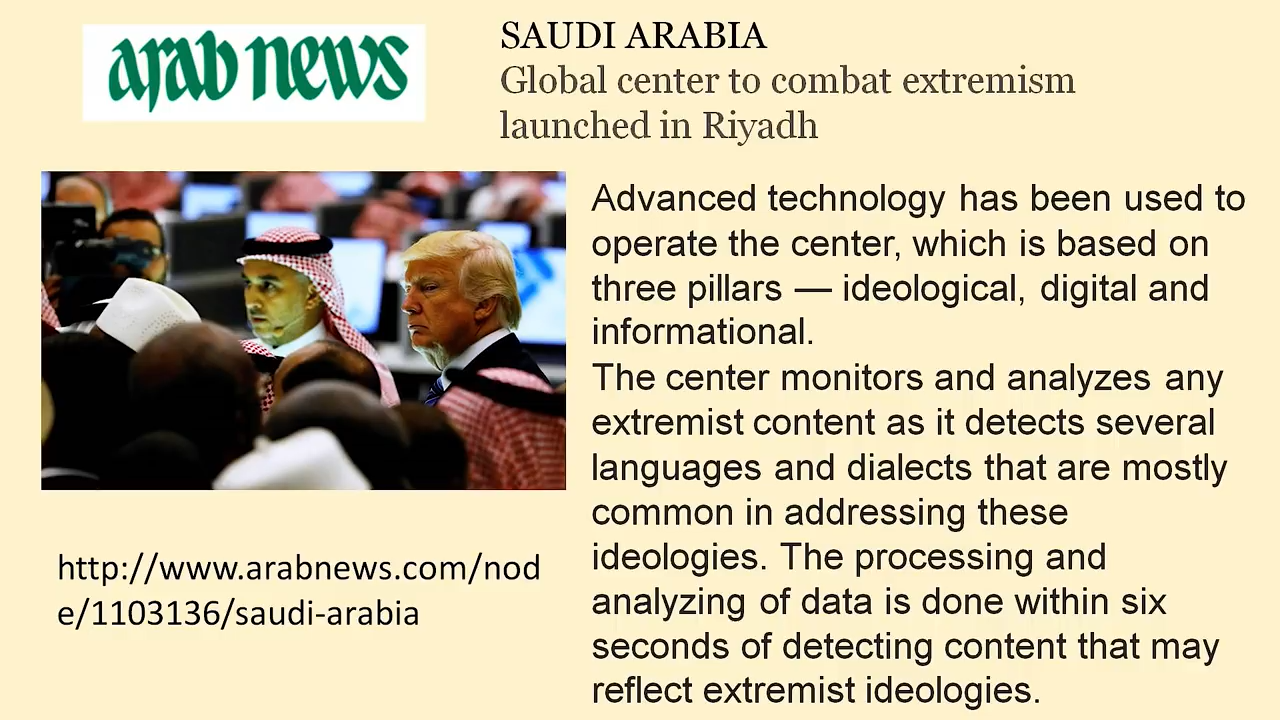 arab news
SAUDI ARABIA
Global center to combat extremism
launched in Riyadh
Advanced technology has been used to
operate the center, which is based on
three pillars — ideological, digital and
informational.
The center monitors and analyzes any
extremist content as it detects several
languages and dialects that are mostly
common in addressing these
ideologies. The processing and
analyzing of data is done within six
seconds of detecting content that may
reflect extremist ideologies.
http://www.arabnews.com/nod
e/1103136/saudi-arabia